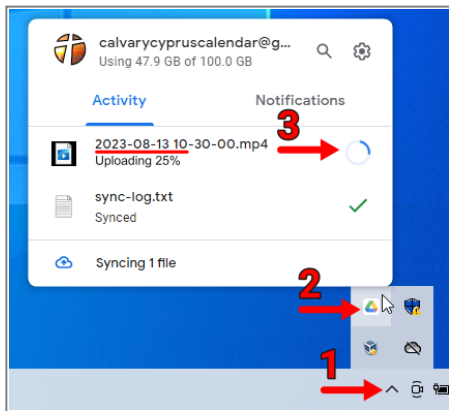 calvarycypruscalendar@g...
Using 47.9 GB of 100.0 GB
Activity Notifications
3
2023-08-13 10-30-00.mp4
Uploading 25%
sync-log.txt
Synced
Syncing 1 file
2
1